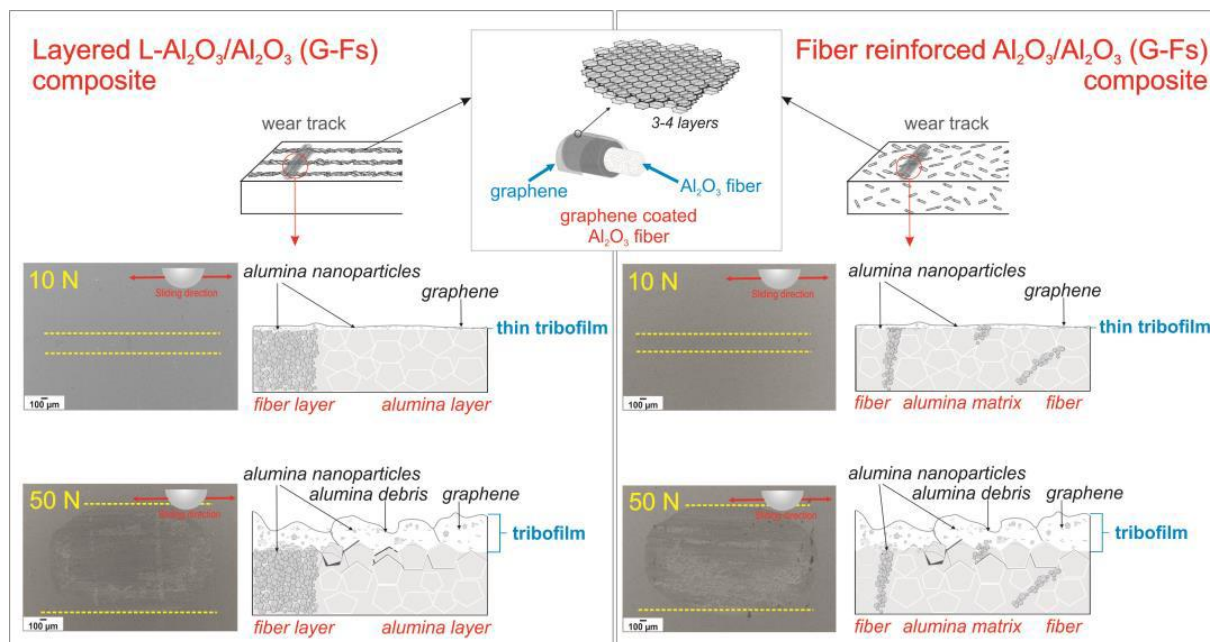 Layered L-Al₂O₃/Al₂O₃ (G-Fs)
composite
wear track
3-4 layers
graphene
Al₂O₃ fiber
graphene coated
Al₂O₃ fiber
Fiber reinforced Al₂O₃/Al₂O₃ (G-Fs)
composite
wear track
10 N
Sliding direction
100 µm
alumina nanoparticles
graphene
thin tribofilm
fiber layer
alumina layer
50 N
Sliding direction
100 µm
alumina nanoparticles
alumina debris
graphene
tribofilm
fiber layer
alumina layer
10 N
Sliding direction
100 µm
alumina nanoparticles
graphene
thin tribofilm
fiber
alumina matrix
fiber
50 N
Sliding direction
100 µm
alumina nanoparticles
alumina debris
graphene
tribofilm
fiber
alumina matrix
fiber